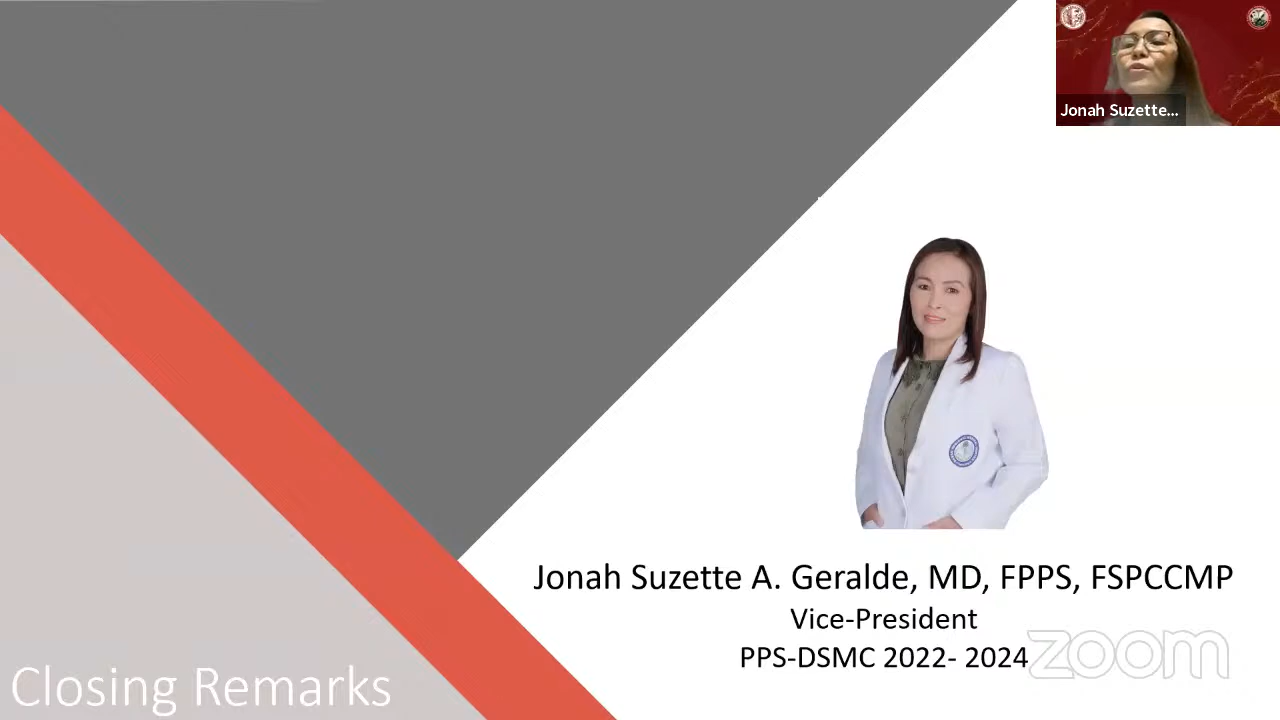 Jonah Suzette...
Jonah Suzette A. Geralde, MD, FPPS, FSPCCMP
Vice-President
PPS-DSMC 2022- 2024
zoom
Closing Remarks